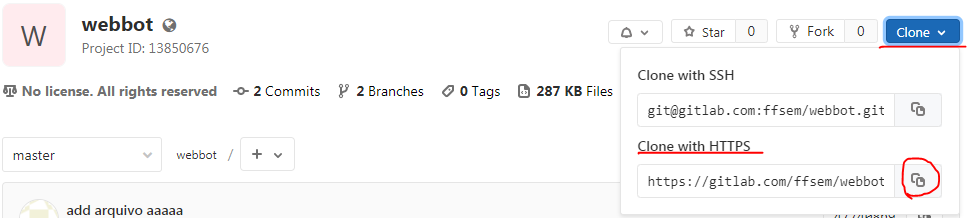 W
webbot
Project ID: 13850676
Star 0 Fork 0 Clone
No license. All rights reserved 2 Commits 2 Branches 0 Tags 287 KB Files
Clone with SSH
git@gitlab.com:ffsem/webbot.git
Clone with HTTPS
https://gitlab.com/ffsem/webbot
master webbot / +
add arquivo aaaaa